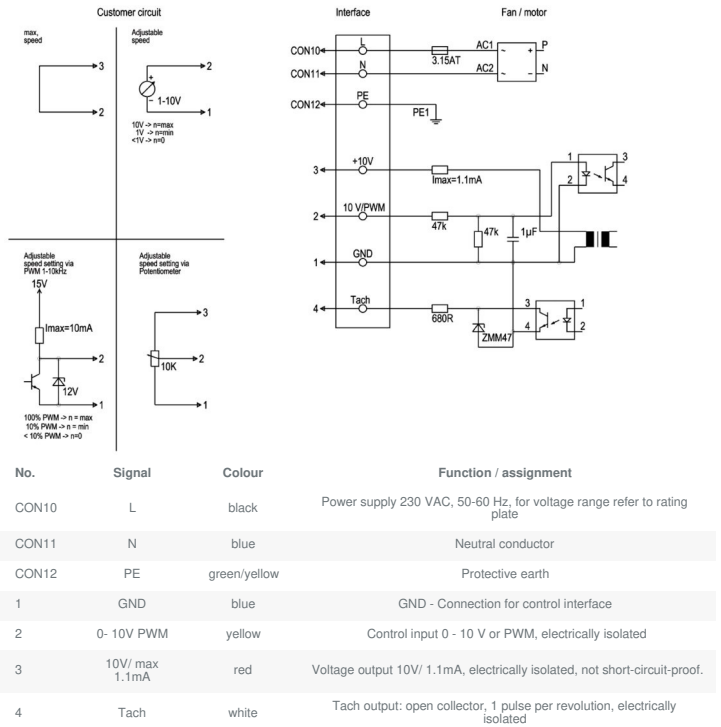 Customer circuit
Interface
Fan / motor
max,
speed
3
2
Adjustable
speed
2
+
−
1-10V
1
10V -> n=max
1V -> n=min
<1V -> n=0
Adjustable
speed setting via
PWM 1-10kHz
15V
Imax=10mA
2
12V
1
100% PWM -> n = max
10% PWM -> n = min
< 10% PWM -> n=0
Adjustable
speed setting via
Potentiometer
3
2
10K
1
CON10
L
3.15AT
AC1
~
+
P
CON11
N
AC2
~
−
N
CON12
PE
PE1
3
+10V
Imax=1.1mA
1
3
2
4
2
10 V/PWM
47k
47k
1µF
1
GND
4
Tach
680R
ZMM47
3
1
4
2
No. Signal Colour Function / assignment
CON10 L black Power supply 230 VAC, 50-60 Hz, for voltage range refer to rating
plate
CON11 N blue Neutral conductor
CON12 PE green/yellow Protective earth
1 GND blue GND - Connection for control interface
2 0- 10V PWM yellow Control input 0 - 10 V or PWM, electrically isolated
3 10V/ max
1.1mA red Voltage output 10V/ 1.1mA, electrically isolated, not short-circuit-proof.
4 Tach white Tach output: open collector, 1 pulse per revolution, electrically
isolated